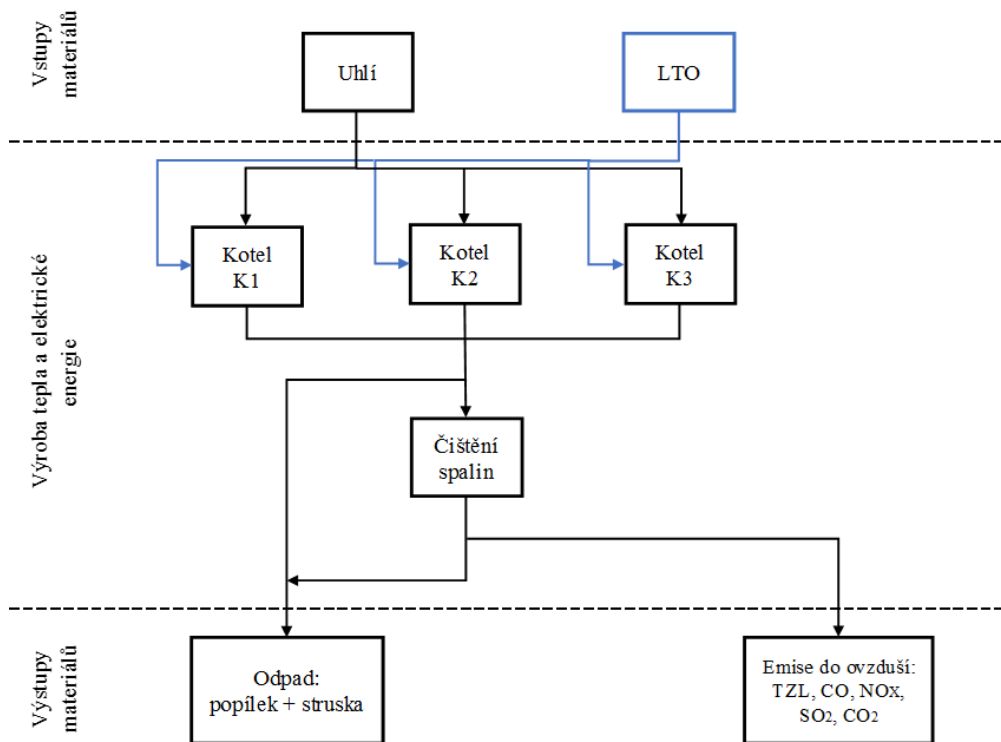 Vstupy
materiálů
Uhlí
LTO
Výroba tepla a elektrické
energie
Kotel
K1
Kotel
K2
Kotel
K3
Čištění
spalin
Výstupy
materiálů
Odpad:
popílek + struska
Emise do ovzduší:
TZL, CO, NOx,
SO2, CO2